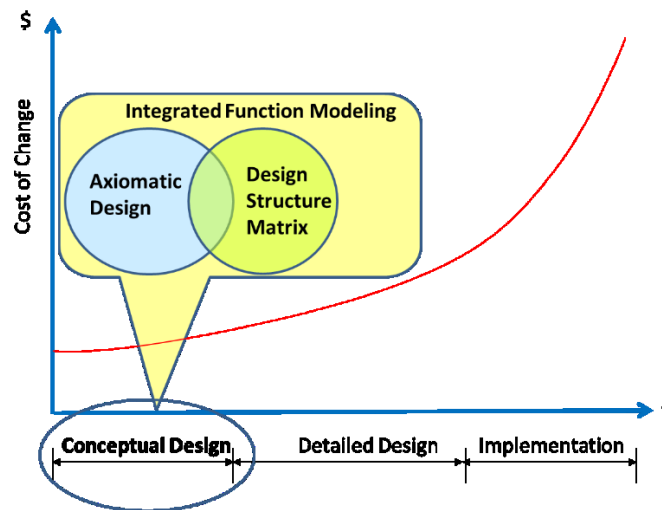 $
Cost of Change
Integrated Function Modeling
Axiomatic
Design
Design
Structure
Matrix
Conceptual Design
Detailed Design
Implementation